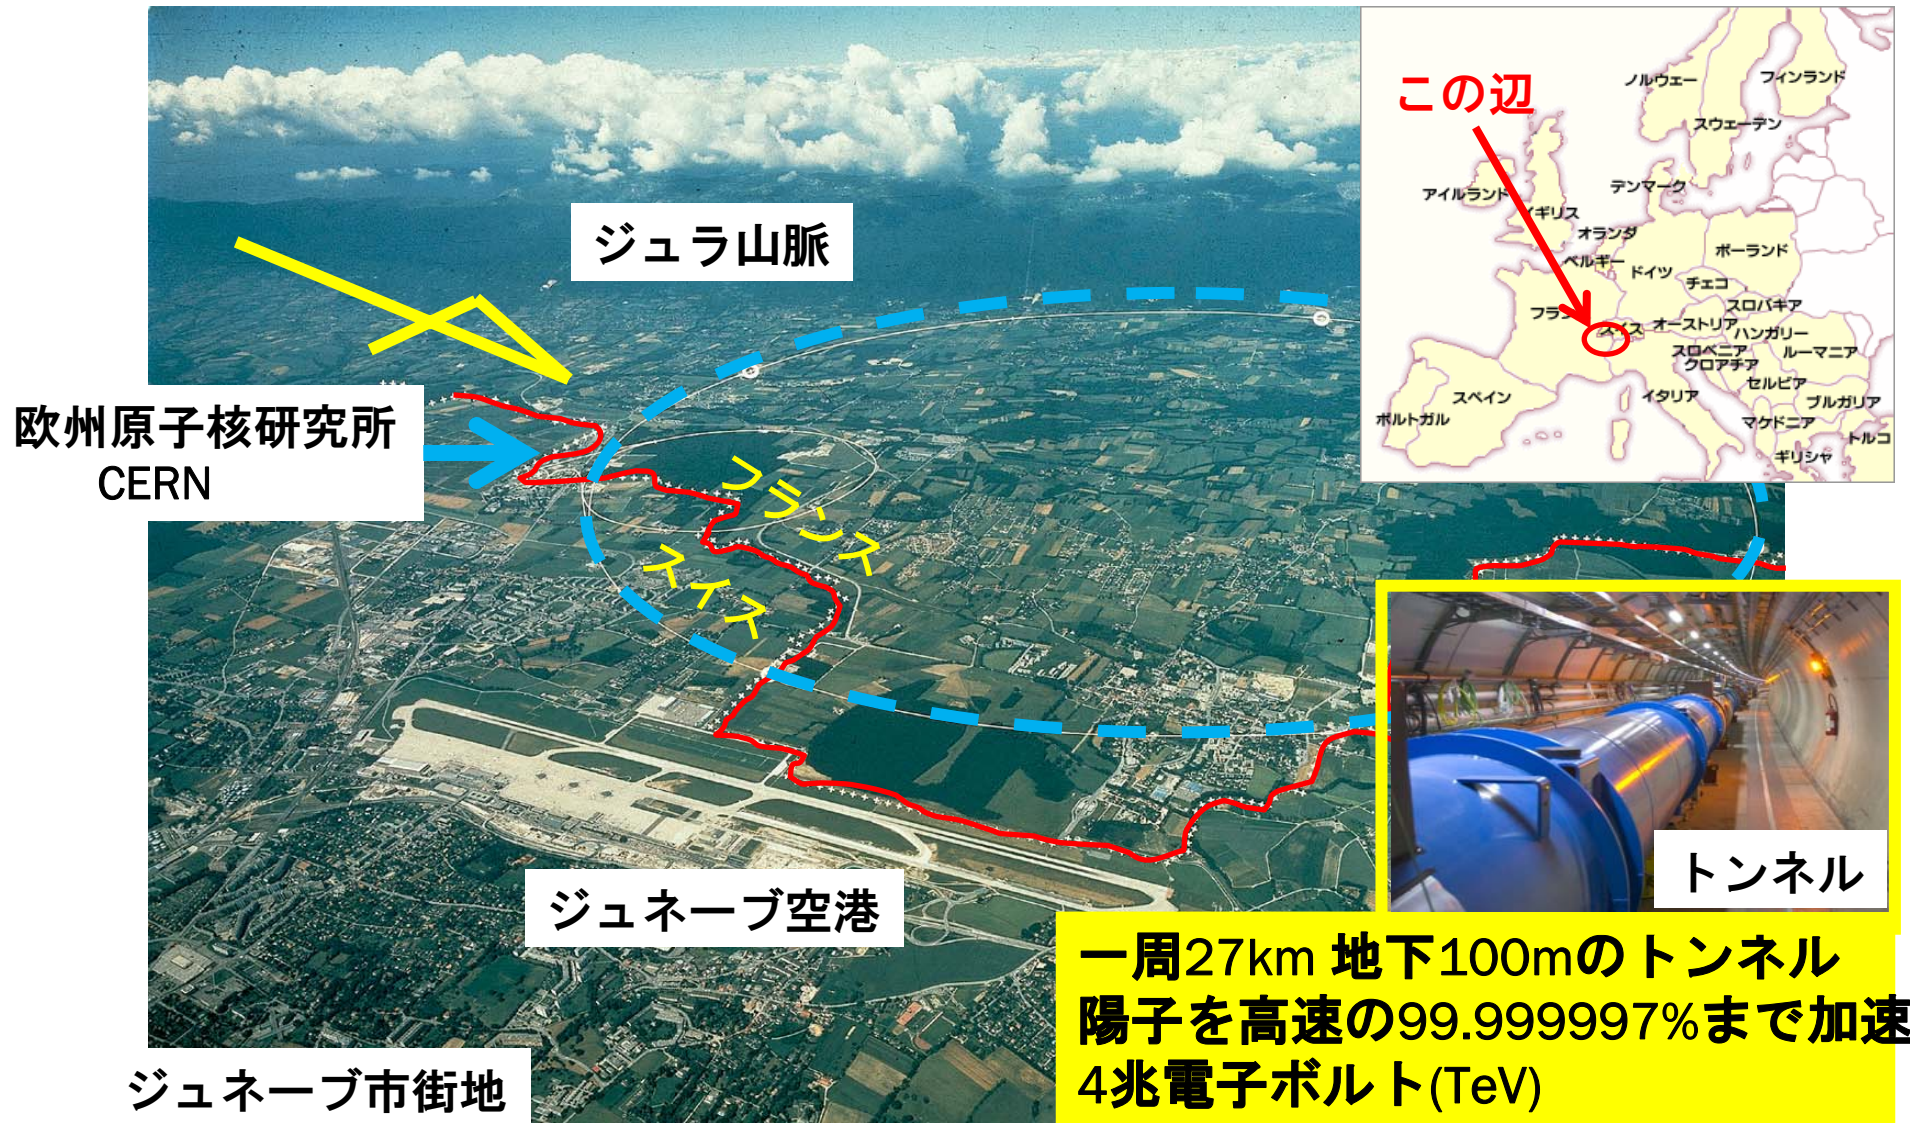 ジュラ山脈
欧州原子核研究所
CERN
フランス
スイス
ジュネーブ空港
ジュネーブ市街地
この辺
ノルウェー
フィンランド
スウェーデン
デンマーク
アイルランド
イギリス
オランダ
ポーランド
ベルギー
ドイツ
チェコ
スロバキア
フラン
スイス
オーストリア
ハンガリー
スロベニア
クロアチア
ルーマニア
セルビア
スペイン
イタリア
ブルガリア
ポルトガル
マケドニア
トルコ
ギリシャ
トンネル
一周27km 地下100mのトンネル
陽子を高速の99.999997%まで加速
4兆電子ボルト(TeV)